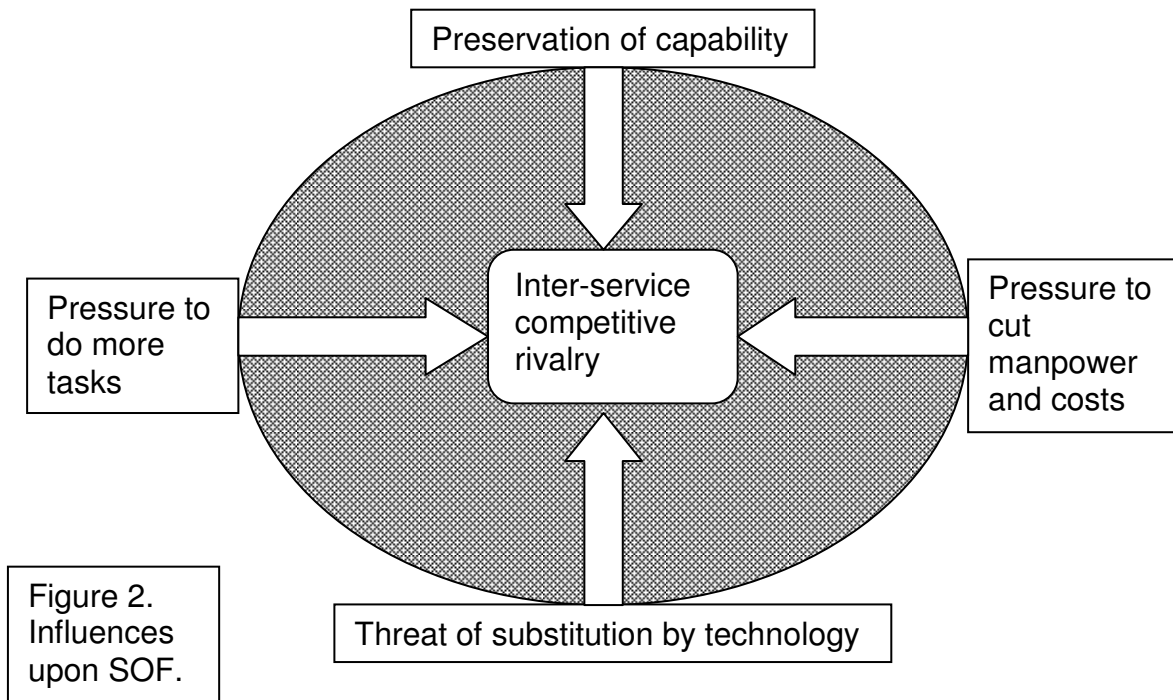 Preservation of capability
Pressure to
do more
tasks
Inter-service
competitive
rivalry
Pressure to
cut
manpower
and costs
Threat of substitution by technology
Figure 2.
Influences
upon SOF.